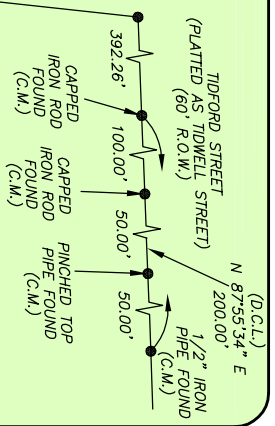 TIDFORD STREET
(PLATTED AS TIDWELL STREET)
(60' R.O.W.)
(D.C.L.)
N 87°55'34" E
200.00'
392.26'
100.00'
50.00'
50.00'
CAPPED
IRON ROD
FOUND
(C.M.)
CAPPED
IRON ROD
FOUND
(C.M.)
PINCHED TOP
PIPE FOUND
(C.M.)
1/2" IRON
PIPE FOUND
(C.M.)